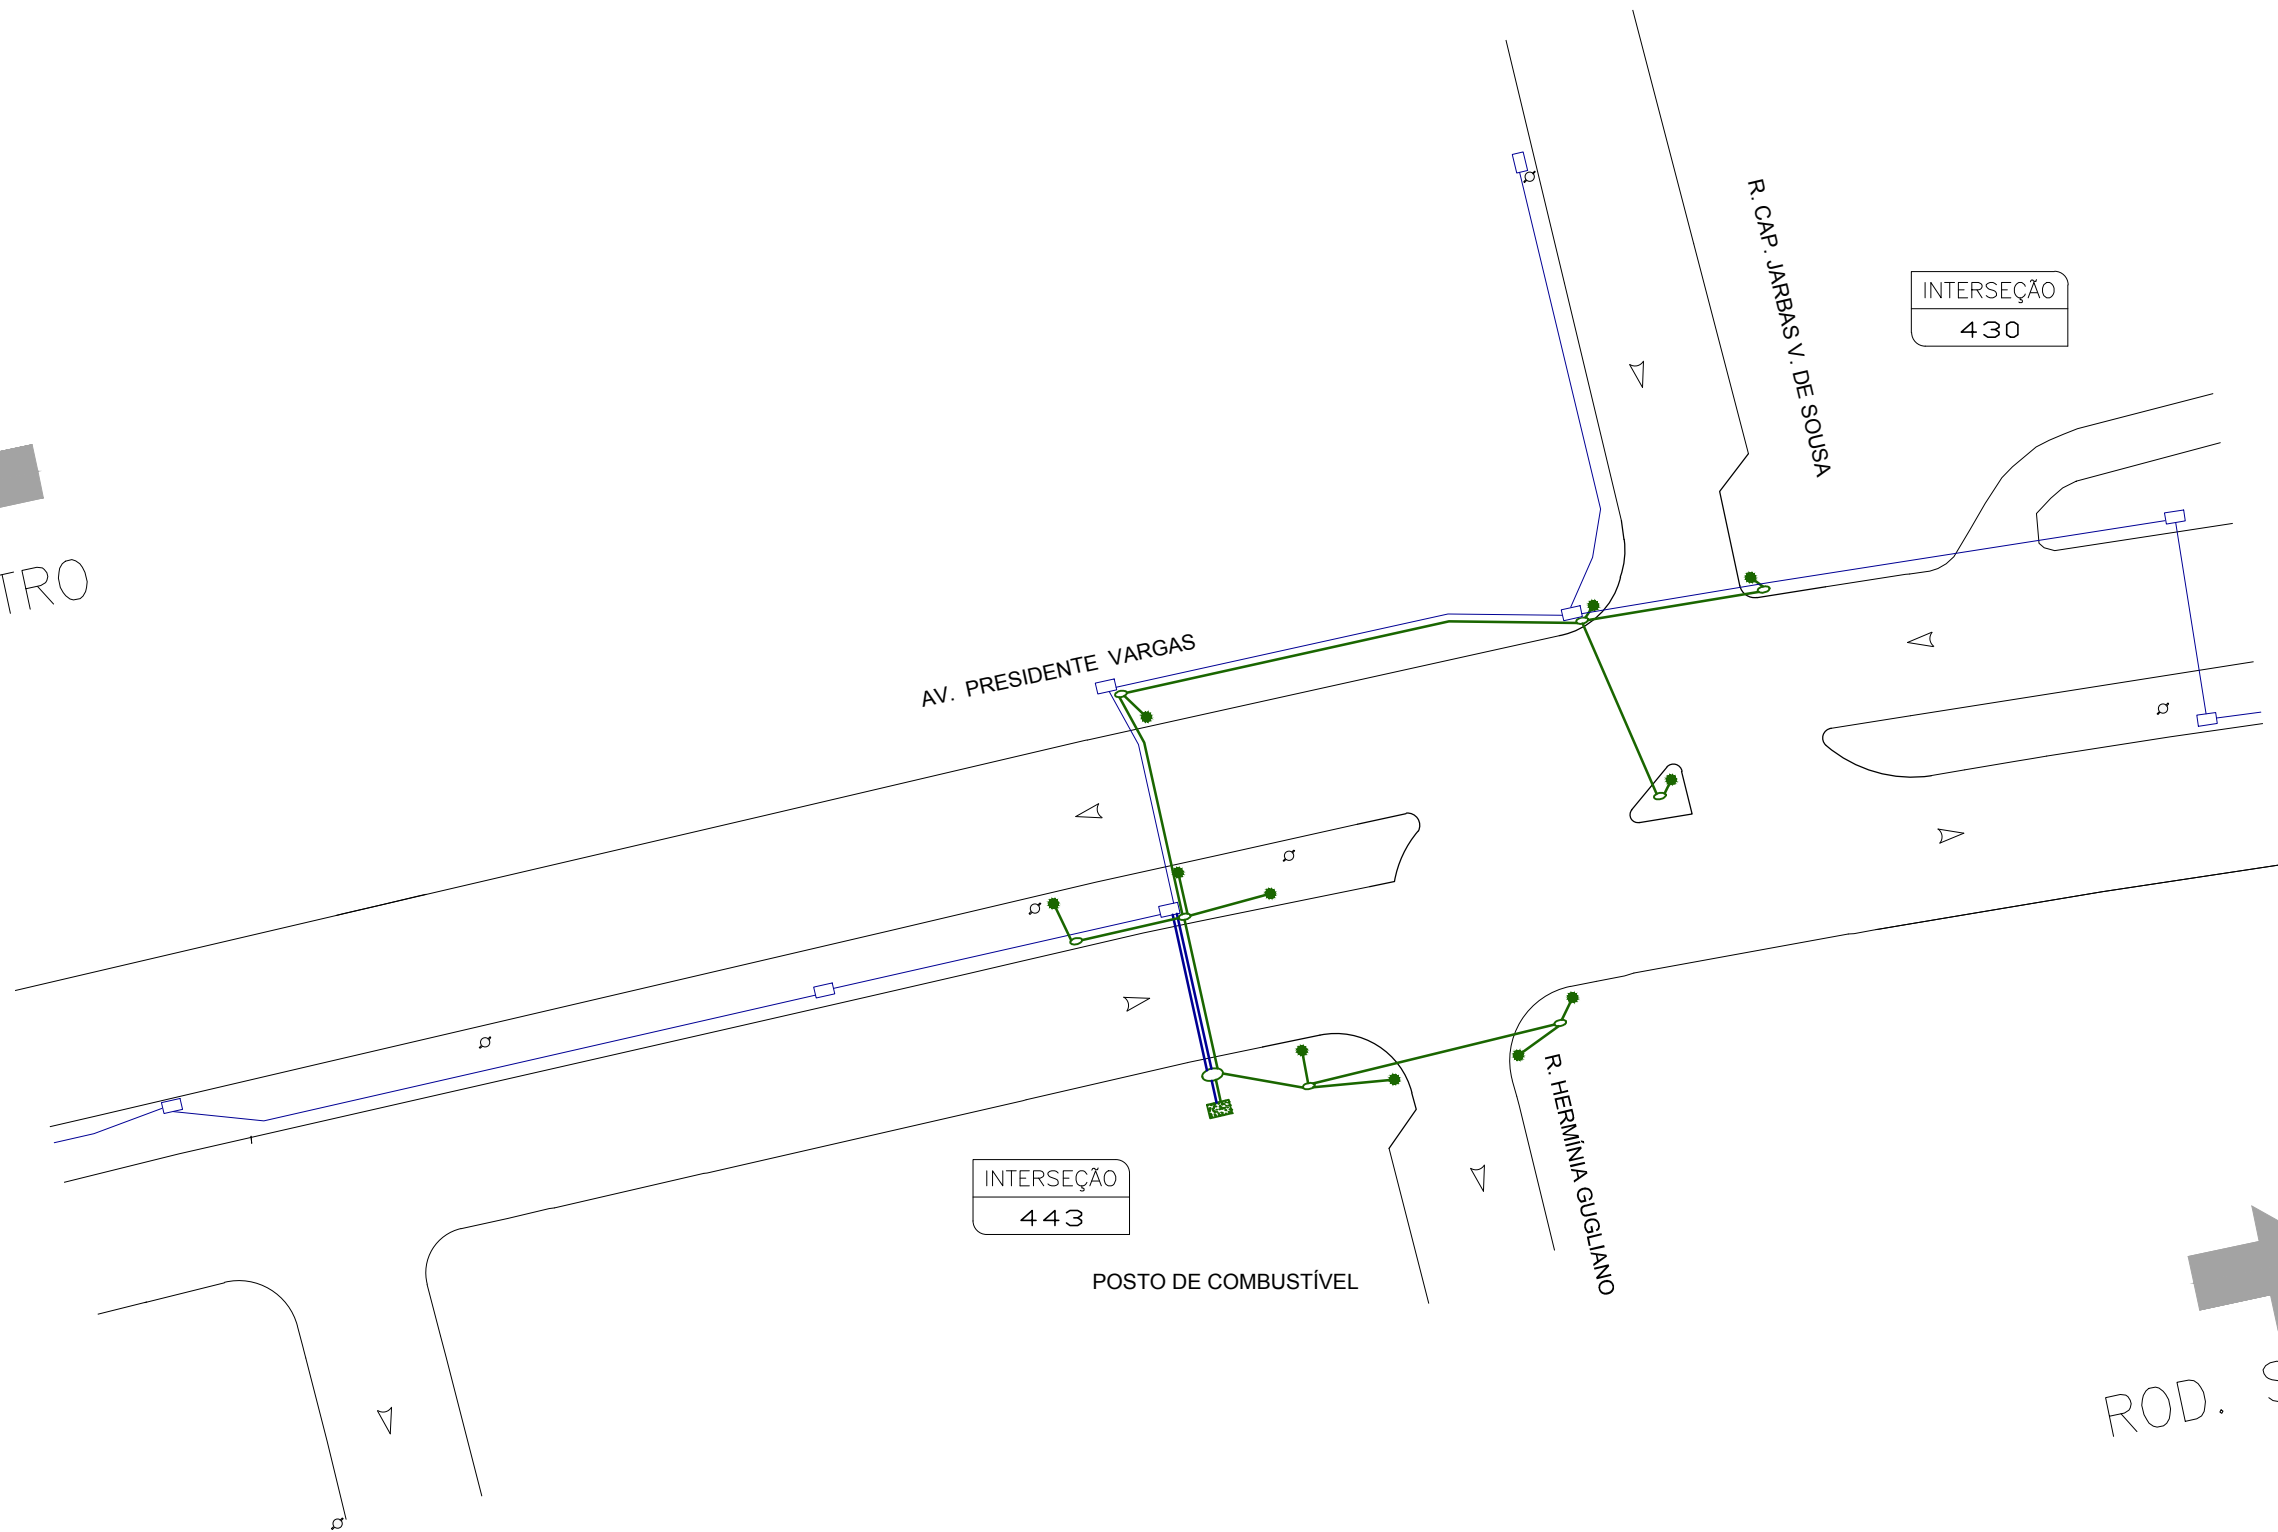 R. CAP. JARBAS V. DE SOUSA
INTERSEÇÃO
430
TRO
AV. PRESIDENTE VARGAS
R. HERMÍNIA GUGLIANO
INTERSEÇÃO
443
POSTO DE COMBUSTÍVEL
ROD. S